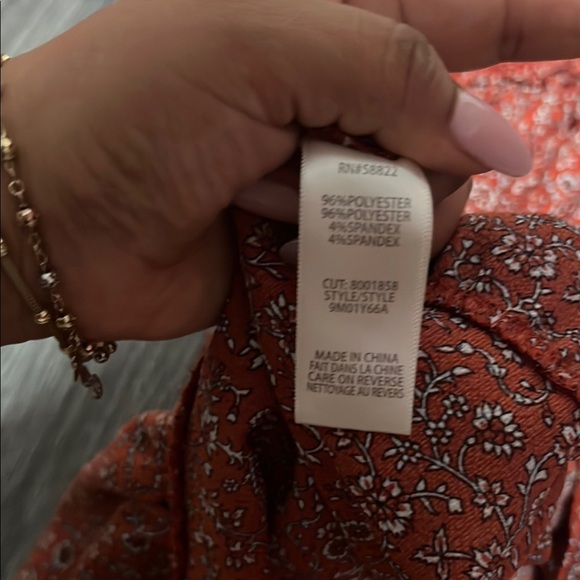 RN#58822
96%POLYESTER
96%POLYESTER
4%SPANDEX
4%SPANDEX
CUT: 8001858
STYLE/STYLE
9M01Y66A
MADE IN CHINA
FAIT DANS LA CHINE
CARE ON REVERSE
NETTOYAGE AU REVERS